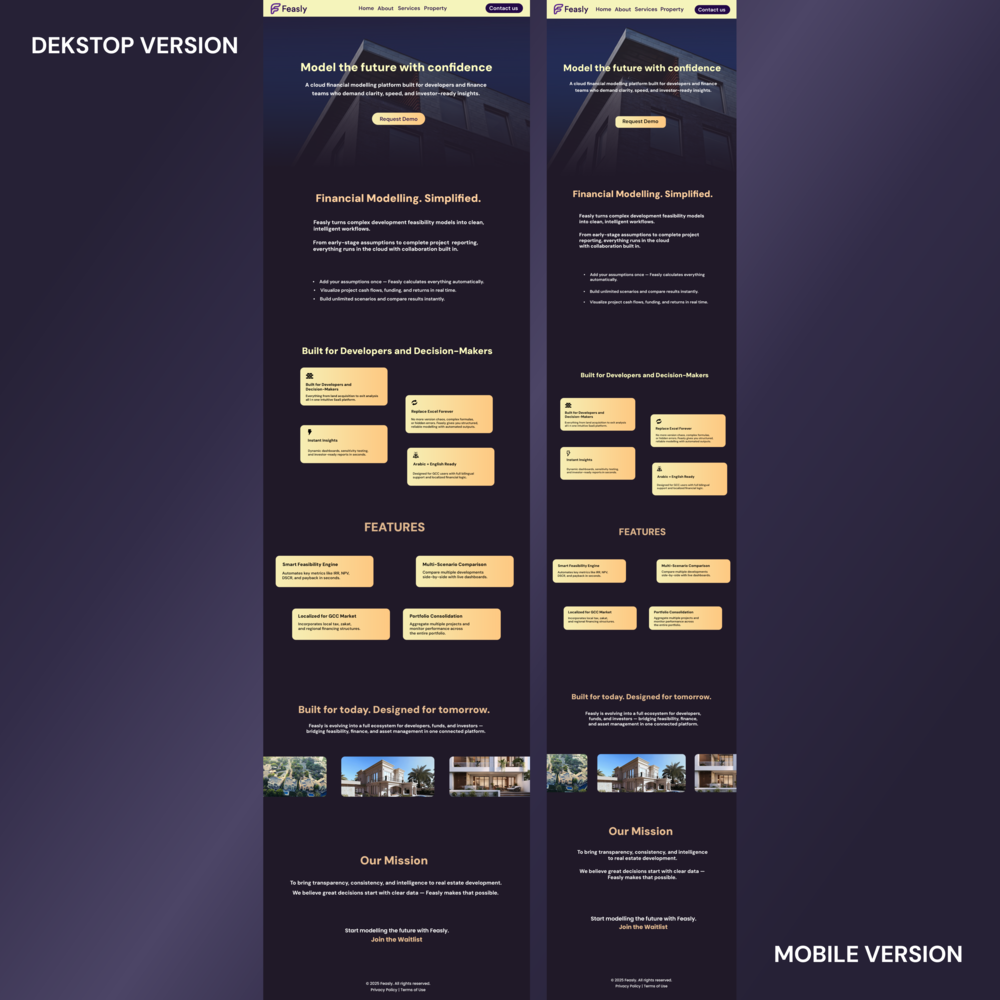 DEKSTOP VERSION
Feasly
Home About Services Property
Contact us
Model the future with confidence
A cloud financial modelling platform built for developers and finance
teams who demand clarity, speed, and investor-ready insights.
Request Demo
Financial Modelling. Simplified.
Feasly turns complex development feasibility models into clean,
intelligent workflows.
From early-stage assumptions to complete project reporting,
everything runs in the cloud with collaboration built in.
• Add your assumptions once — Feasly calculates everything automatically.
• Visualize project cash flows, funding, and returns in real time.
• Build unlimited scenarios and compare results instantly.
Built for Developers and Decision-Makers
Built for Developers and
Decision-Makers
Everything from land acquisition to exit analysis
all in one intuitive SaaS platform.
Replace Excel Forever
No more version chaos, complex formulas,
or hidden errors Feasly gives you structured,
reliable modelling with automated outputs.
Instant Insights
Dynamic dashboards, sensitivity testing,
and investor-ready reports in seconds.
Arabic + English Ready
Designed for GCC users with full bilingual
support and localized financial logic.
FEATURES
Smart Feasibility Engine
Automates key metrics like IRR, NPV,
DSCR, and payback in seconds.
Multi-Scenario Comparison
Compare multiple developments
side-by-side with live dashboards.
Localized for GCC Market
Incorporates local tax, zakat,
and regional financing structures.
Portfolio Consolidation
Aggregate multiple projects and
monitor performance across
the entire portfolio.
Built for today. Designed for tomorrow.
Feasly is evolving into a full ecosystem for developers, funds, and investors —
bridging feasibility, finance, and asset management in one connected platform.
Our Mission
To bring transparency, consistency, and intelligence to real estate development.
We believe great decisions start with clear data — Feasly makes that possible.
Start modelling the future with Feasly.
Join the Waitlist
© 2025 Feasly. All rights reserved.
Privacy Policy | Terms of Use
Feasly
Home About Services Property
Contact us
Model the future with confidence
A cloud financial modelling platform built for developers and finance
teams who demand clarity, speed, and investor-ready insights.
Request Demo
Financial Modelling. Simplified.
Feasly turns complex development feasibility models
into clean, intelligent workflows.
From early-stage assumptions to complete project
reporting, everything runs in the cloud
with collaboration built in.
• Add your assumptions once — Feasly calculates everything
automatically.
• Build unlimited scenarios and compare results instantly.
• Visualize project cash flows, funding, and returns in real time.
Built for Developers and Decision-Makers
Built for Developers and
Decision-Makers
Everything from land acquisition to exit analysis
all in one intuitive SaaS platform.
Replace Excel Forever
No more version chaos, complex formulas,
or hidden errors Feasly gives you structured,
reliable modelling with automated outputs.
Instant Insights
Dynamic dashboards, sensitivity testing,
and investor-ready reports in seconds.
Arabic + English Ready
Designed for GCC users with full bilingual
support and localized financial logic.
FEATURES
Smart Feasibility Engine
Automates key metrics like IRR, NPV,
DSCR, and payback in seconds.
Multi-Scenario Comparison
Compare multiple developments
side-by-side with live dashboards.
Localized for GCC Market
Incorporates local tax, zakat,
and regional financing structures.
Portfolio Consolidation
Aggregate multiple projects and
monitor performance across
the entire portfolio.
Built for today. Designed for tomorrow.
Feasly is evolving into a full ecosystem for developers,
funds, and investors — bridging feasibility, finance,
and asset management in one connected platform.
Our Mission
To bring transparency, consistency, and intelligence
to real estate development.
We believe great decisions start with clear data —
Feasly makes that possible.
Start modelling the future with Feasly.
Join the Waitlist
© 2025 Feasly. All rights reserved.
Privacy Policy | Terms of Use
MOBILE VERSION